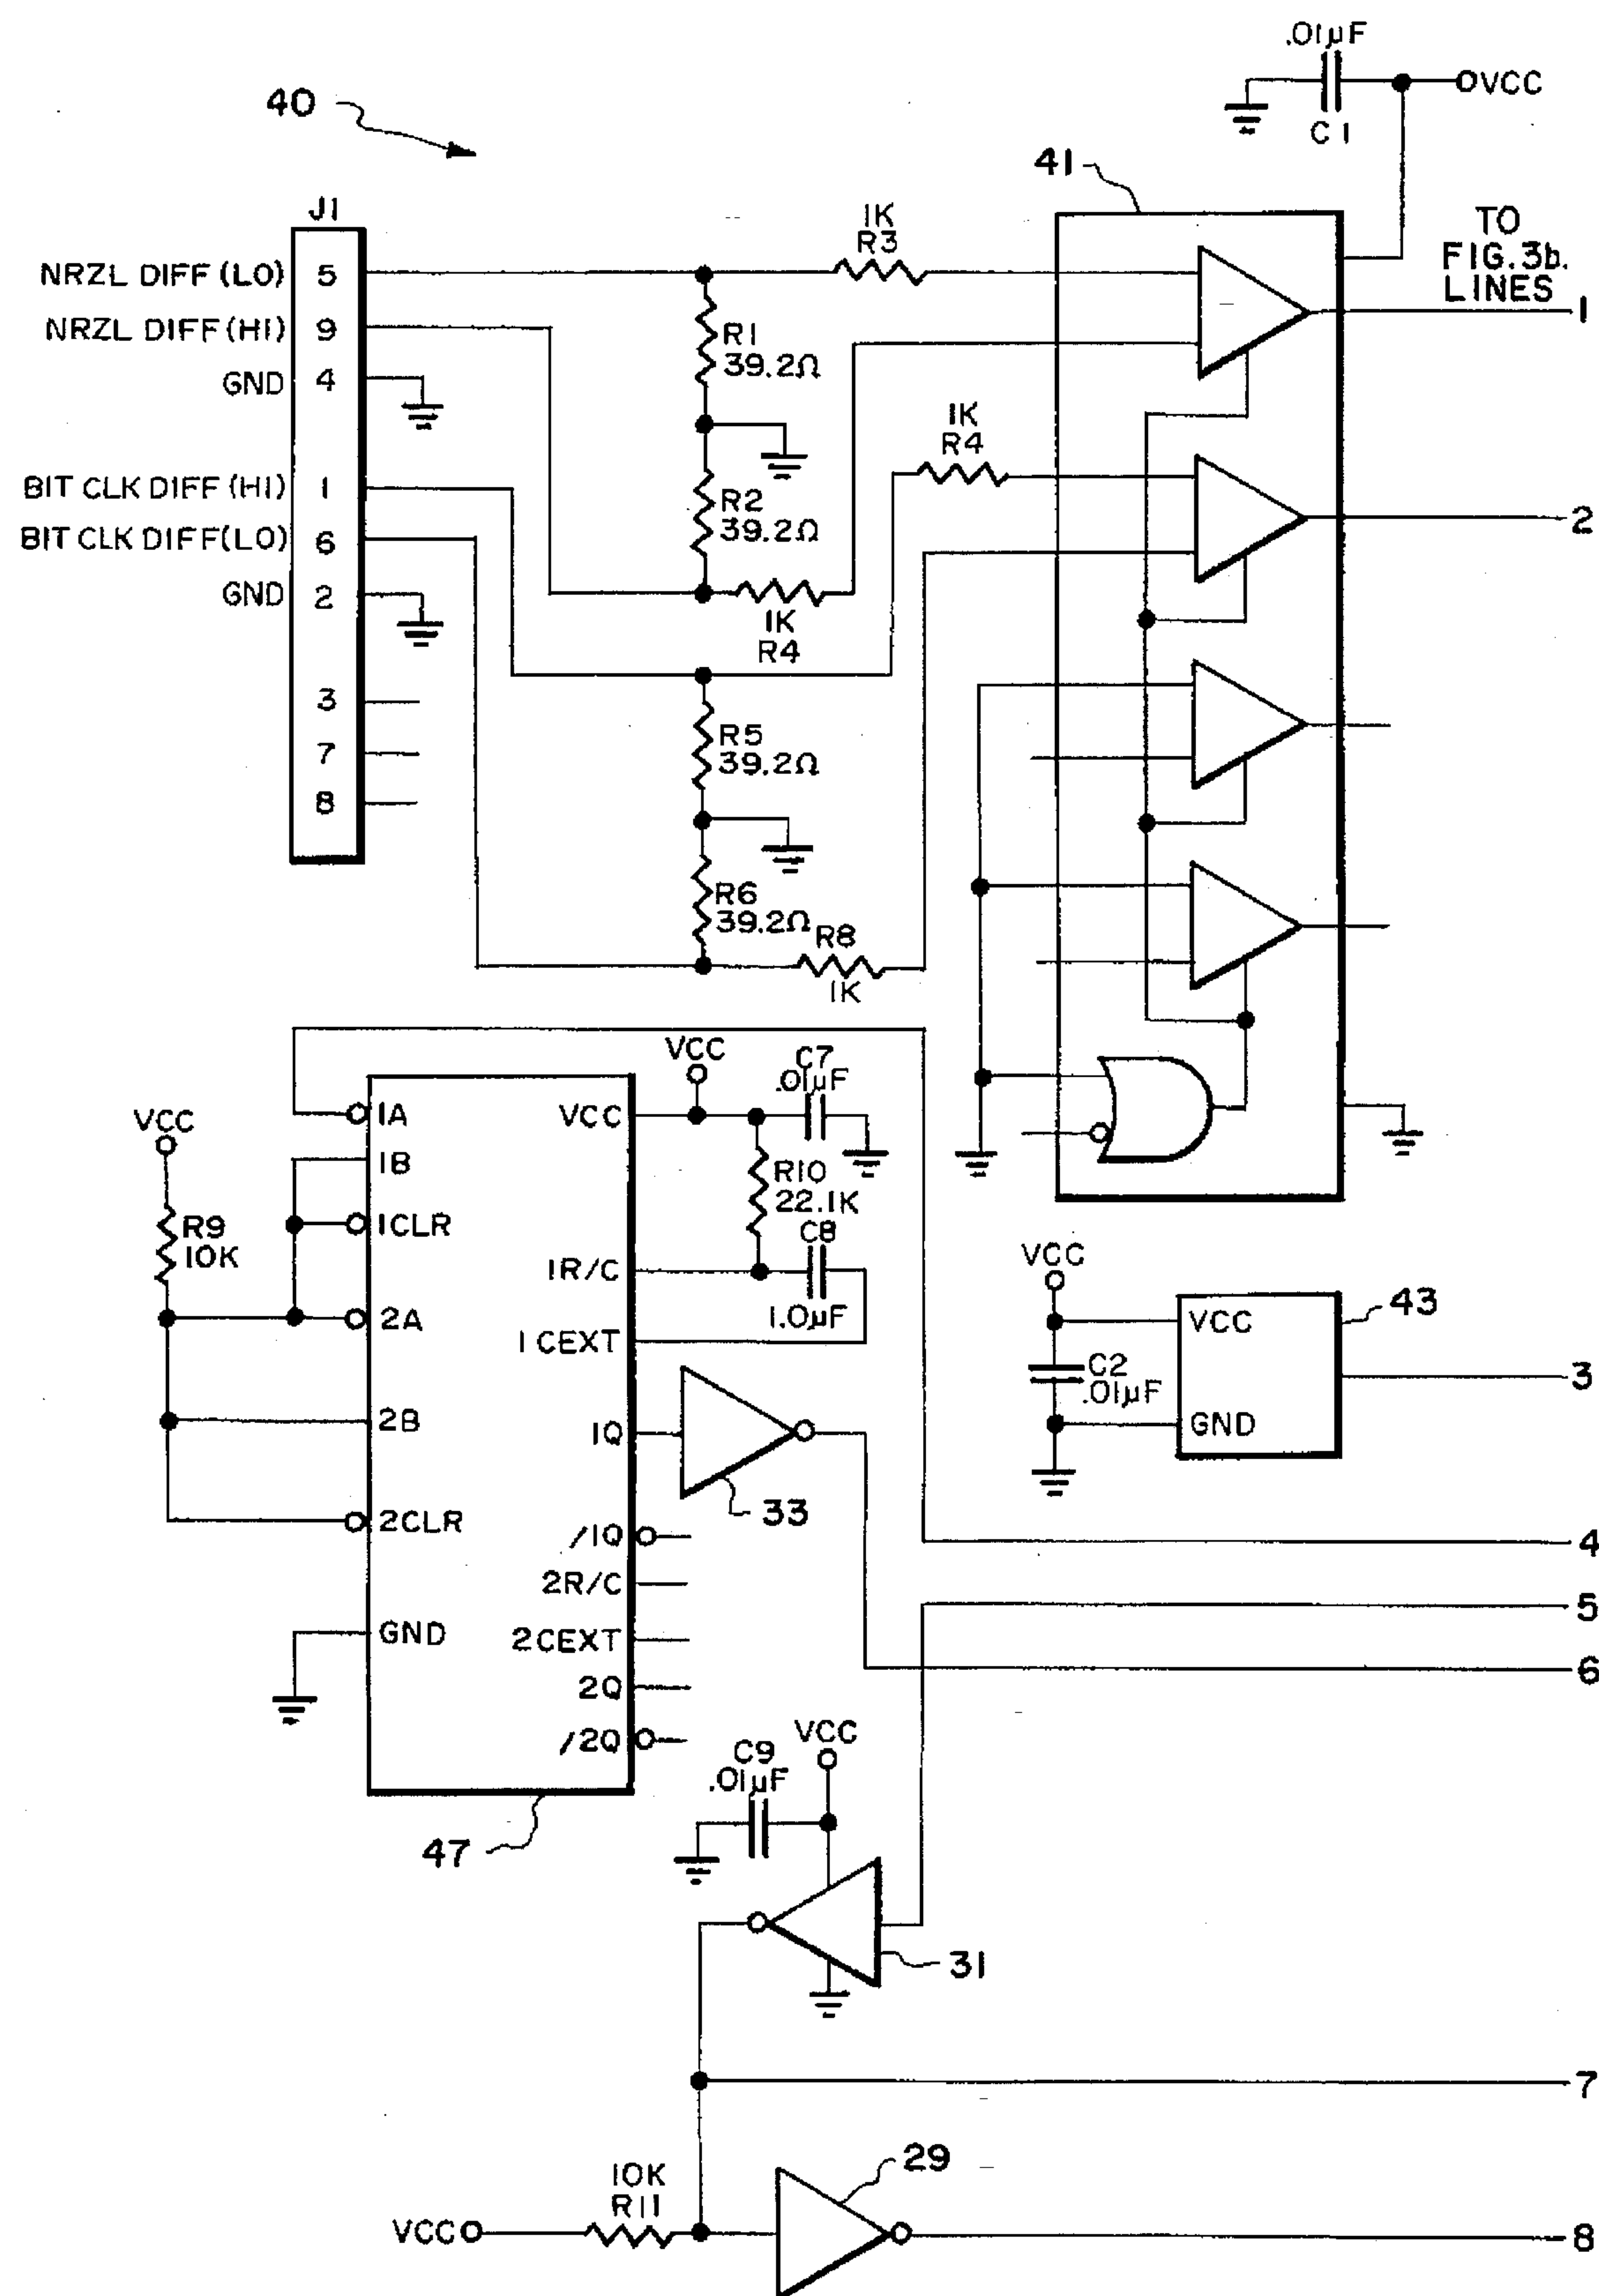 .01µF
VCC
C1
40
41
J1
TO
FIG.3b.
LINES
1K
R3
NRZL DIFF (LO) 5
NRZL DIFF (HI) 9
GND 4
1
R1
39.2Ω
1K
R4
BIT CLK DIFF (HI) 1
BIT CLK DIFF(LO) 6
GND 2
R2
39.2Ω
2
1K
R4
3
7
8
R5
39.2Ω
R6
39.2Ω
R8
1K
VCC
C7
.01µF
VCC
1A
VCC
1B
R10
22.1K
1CLR
R9
10K
C8
1R/C
1.0µF
2A
1CEXT
VCC
VCC
43
C2
.01µF
GND
3
2B
1Q
33
2CLR
/1Q
4
2R/C
5
GND
2CEXT
6
2Q
/2Q
VCC
C9
.01µF
47
31
7
29
10K
R11
VCC
8